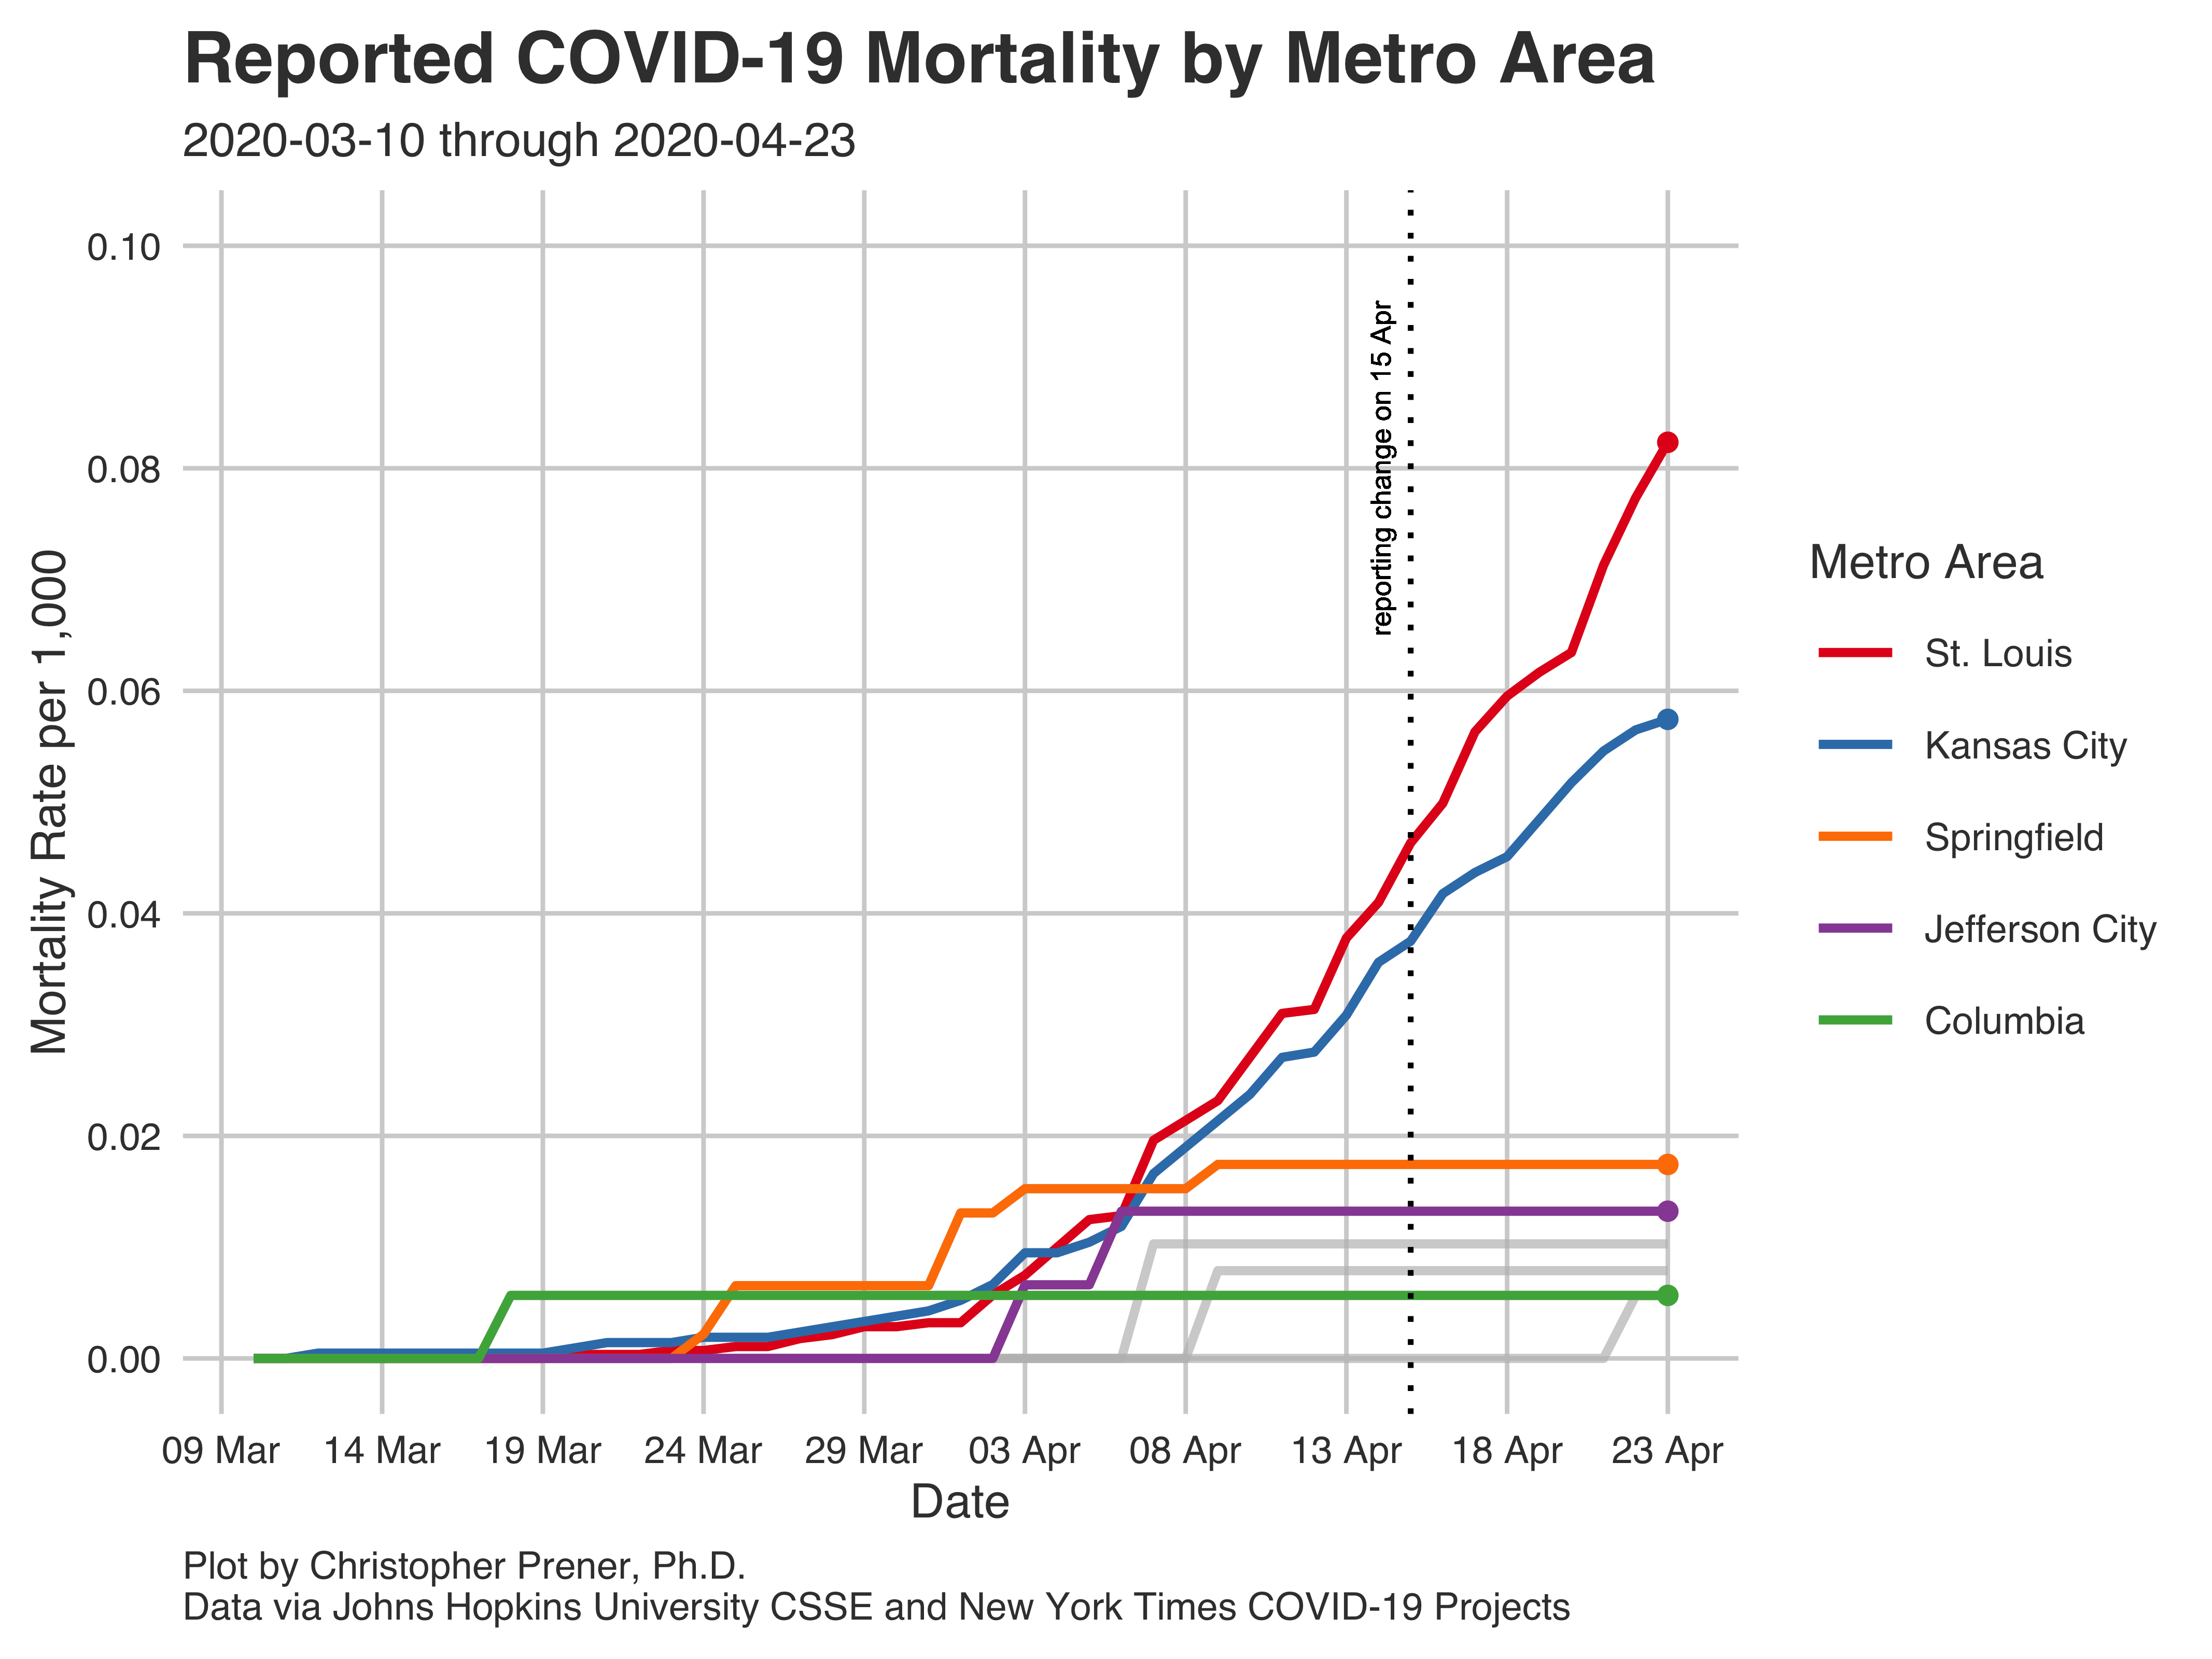 Reported COVID-19 Mortality by Metro Area
2020-03-10 through 2020-04-23
Mortality Rate per 1,000
0.10
0.08
0.06
0.04
0.02
0.00
reporting change on 15 Apr
Metro Area
St. Louis
Kansas City
Springfield
Jefferson City
Columbia
09 Mar 14 Mar 19 Mar 24 Mar 29 Mar 03 Apr 08 Apr 13 Apr 18 Apr 23 Apr
Date
Plot by Christopher Prener, Ph.D.
Data via Johns Hopkins University CSSE and New York Times COVID-19 Projects